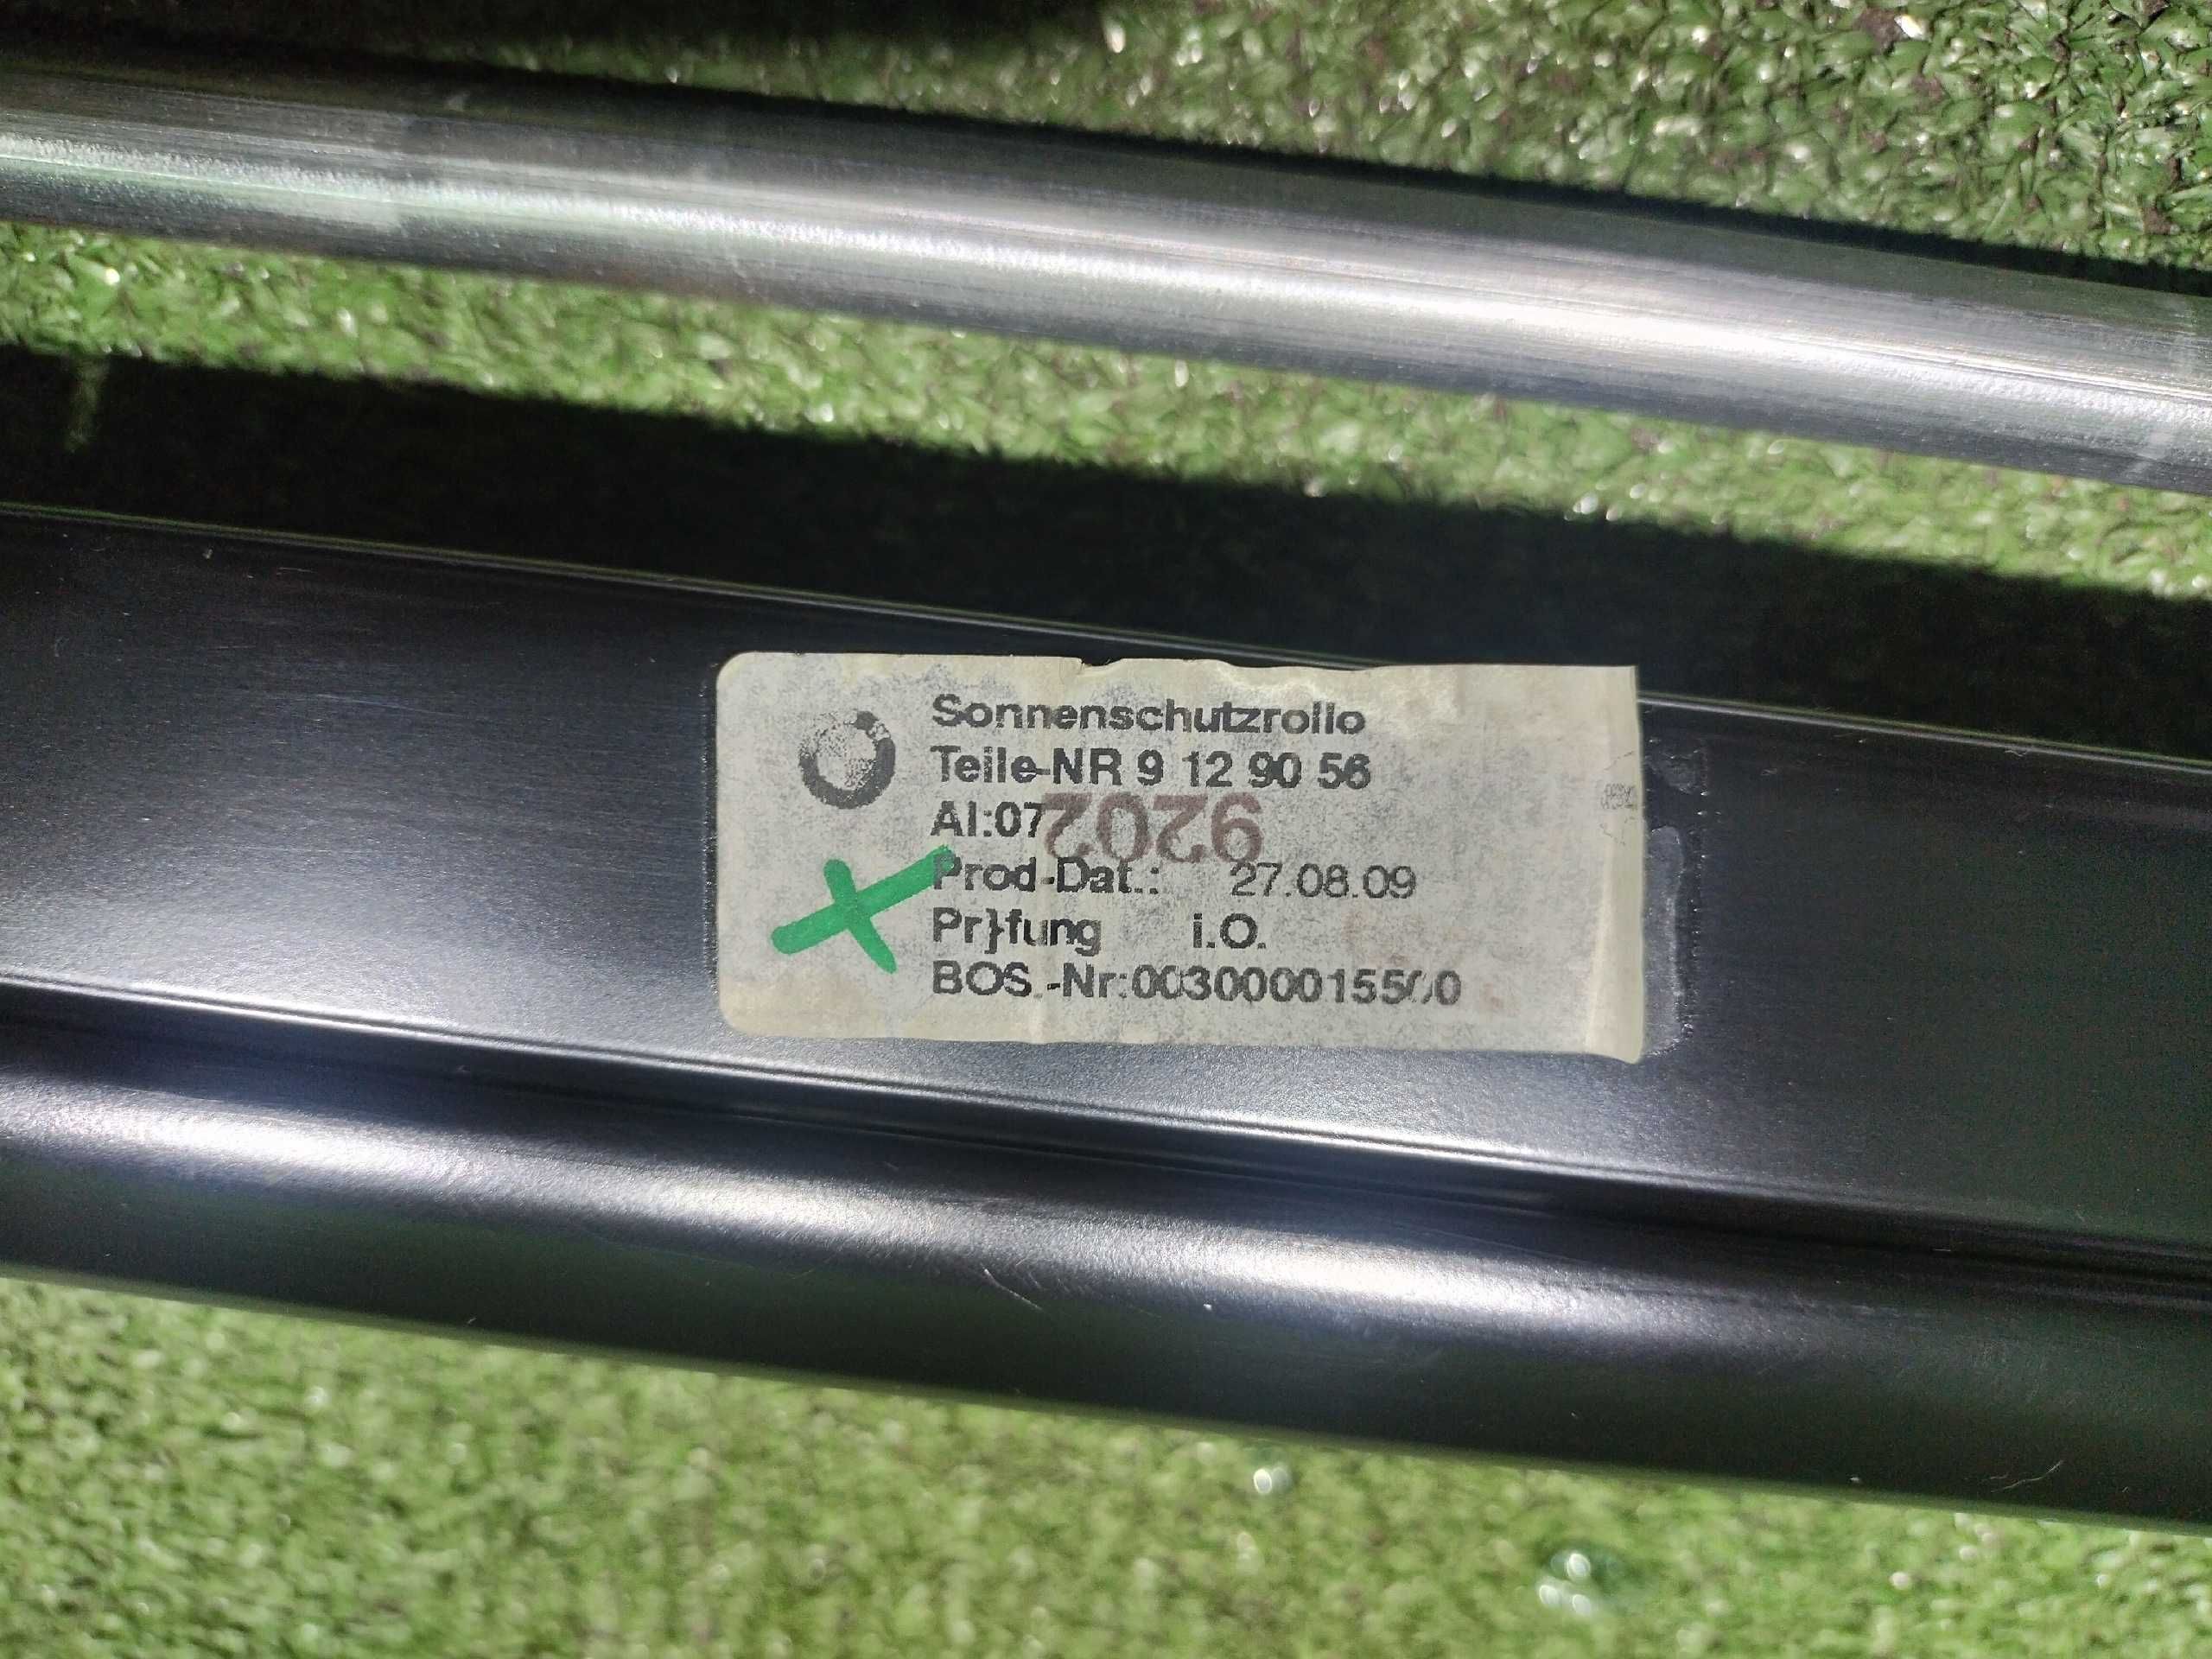 Sonnenschutzrollo
Teile-NR 9 12 90 56
AI:07
9202
Prod-Dat.: 27.08.09
Pr}fung i.O.
BOS.-Nr:003000015500